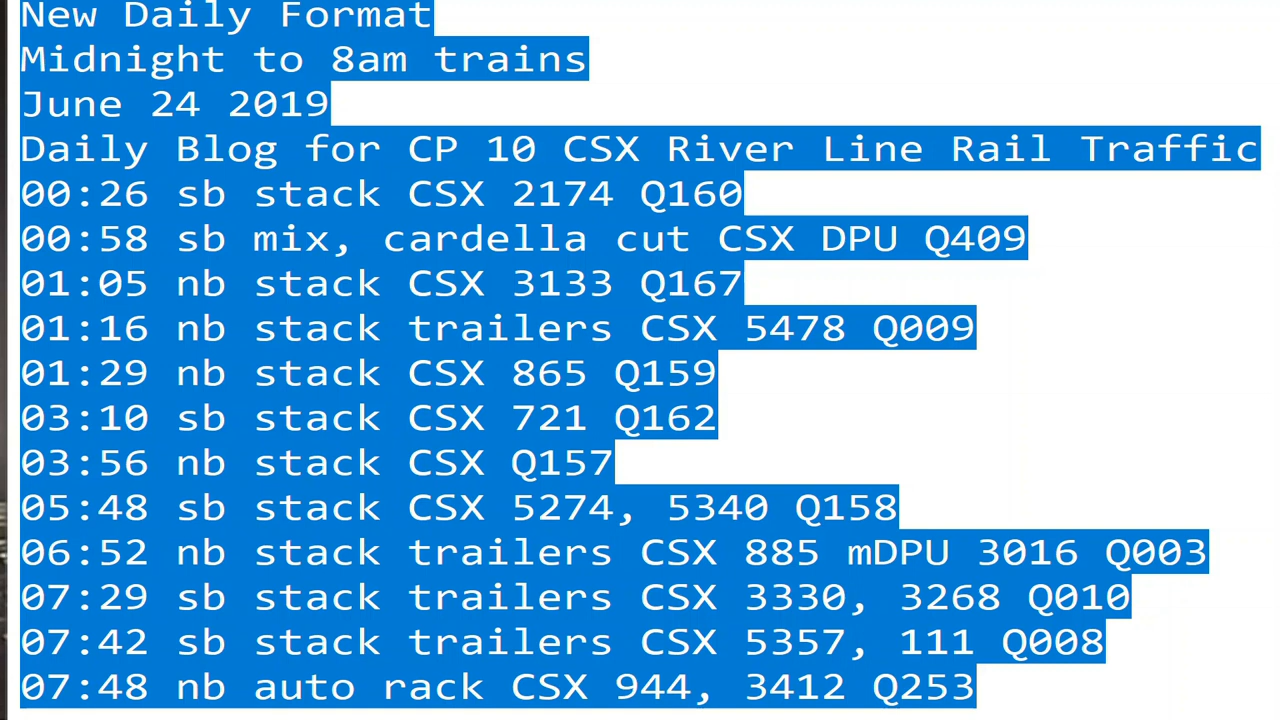 New Daily Format
Midnight to 8am trains
June 24 2019
Daily Blog for CP 10 CSX River Line Rail Traffic
00:26 sb stack CSX 2174 Q160
00:58 sb mix, cardella cut CSX DPU Q409
01:05 nb stack CSX 3133 Q167
01:16 nb stack trailers CSX 5478 Q009
01:29 nb stack CSX 865 Q159
03:10 sb stack CSX 721 Q162
03:56 nb stack CSX Q157
05:48 sb stack CSX 5274, 5340 Q158
06:52 nb stack trailers CSX 885 mDPU 3016 Q003
07:29 sb stack trailers CSX 3330, 3268 Q010
07:42 sb stack trailers CSX 5357, 111 Q008
07:48 nb auto rack CSX 944, 3412 Q253